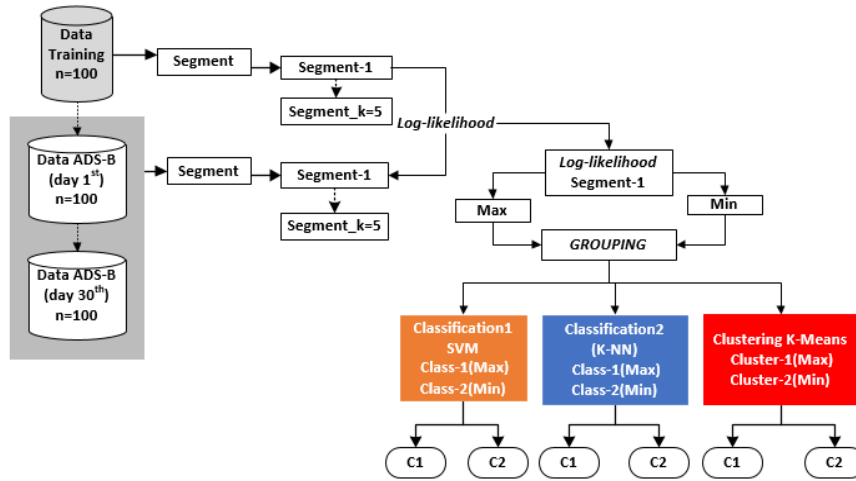 Data
Training
n=100
Segment
Segment-1
Segment_k=5
Log-likelihood
Data ADS-B
(day 1st)
n=100
Segment
Segment-1
Segment_k=5
Data ADS-B
(day 30th)
n=100
Log-likelihood
Segment-1
Max
Min
GROUPING
Classification1
SVM
Class-1(Max)
Class-2(Min)
Classification2
(K-NN)
Class-1(Max)
Class-2(Min)
Clustering K-Means
Cluster-1(Max)
Cluster-2(Min)
C1
C2
C1
C2
C1
C2